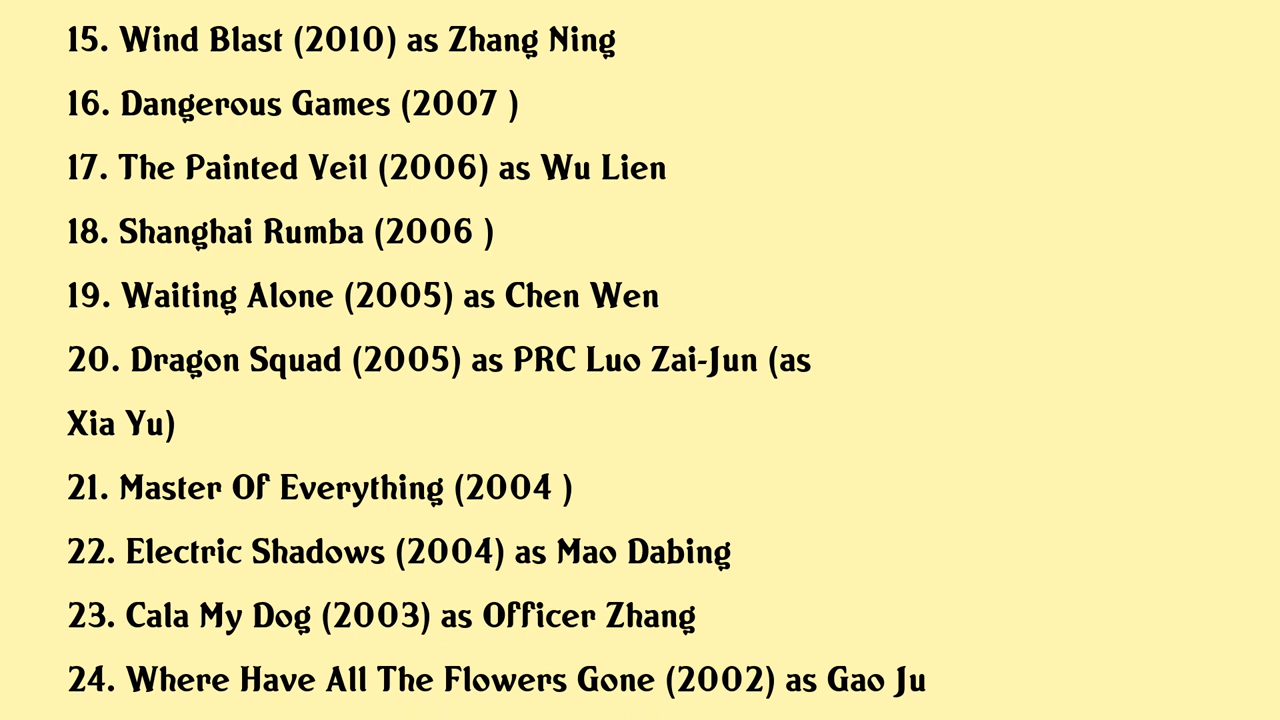 15. Wind Blast (2010) as Zhang Ning
16. Dangerous Games (2007 )
17. The Painted Veil (2006) as Wu Lien
18. Shanghai Rumba (2006 )
19. Waiting Alone (2005) as Chen Wen
20. Dragon Squad (2005) as PRC Luo Zai-Jun (as
Xia Yu)
21. Master Of Everything (2004 )
22. Electric Shadows (2004) as Mao Dabing
23. Cala My Dog (2003) as Officer Zhang
24. Where Have All The Flowers Gone (2002) as Gao Ju